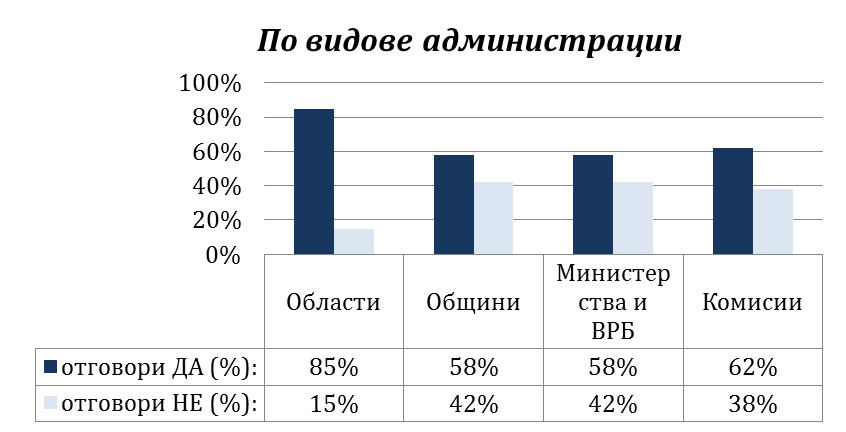 По видове администрации
100%
80%
60%
40%
20%
0%
Области Общини Министер
ства и
ВРБ Комисии
отговори ДА (%): 85% 58% 58% 62%
отговори НЕ (%): 15% 42% 42% 38%